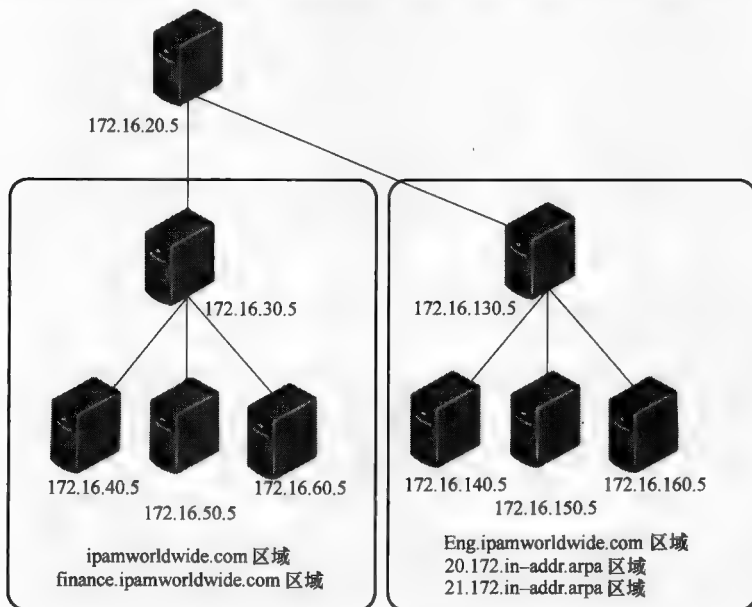 172.16.20.5
172.16.30.5
172.16.130.5
172.16.40.5
172.16.50.5
172.16.60.5
172.16.140.5
172.16.150.5
172.16.160.5
ipamworldwide.com 区域
finance.ipamworldwide.com 区域
Eng.ipamworldwide.com 区域
20.172.in-addr.arpa 区域
21.172.in-addr.arpa 区域